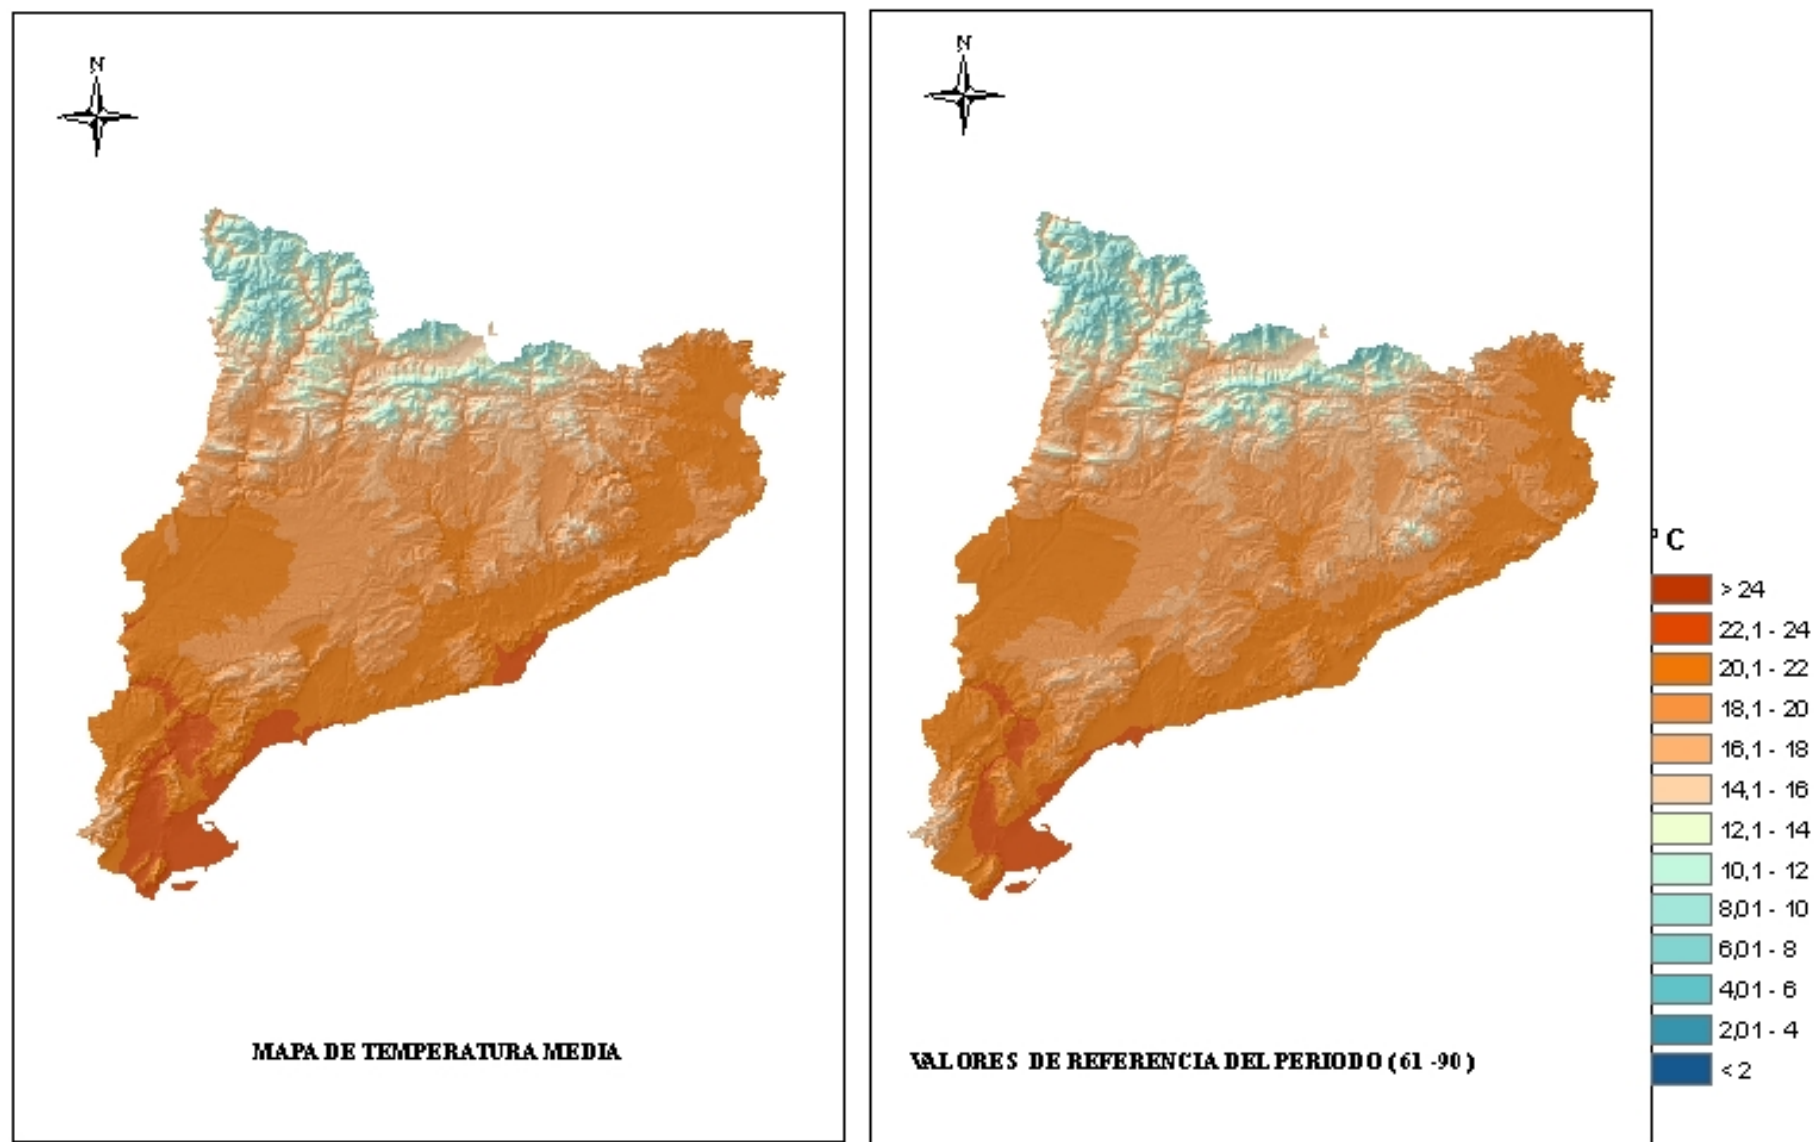 N
N
° C
> 24
22,1 - 24
20,1 - 22
18,1 - 20
16,1 - 18
14,1 - 16
12,1 - 14
10,1 - 12
8,01 - 10
6,01 - 8
4,01 - 6
2,01 - 4
< 2
MAPA DE TEMPERATURA MEDIA
VALORES DE REFERENCIA DEL PERIODO ( 61 -90 )